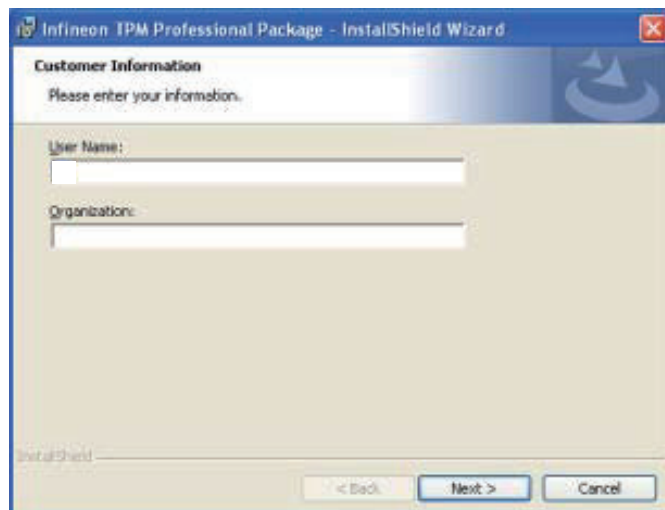 Infineon TPM Professional Package - InstallShield Wizard
Customer Information
Please enter your information.
User Name:
Organization:
InstallShield
< Back
Next >
Cancel